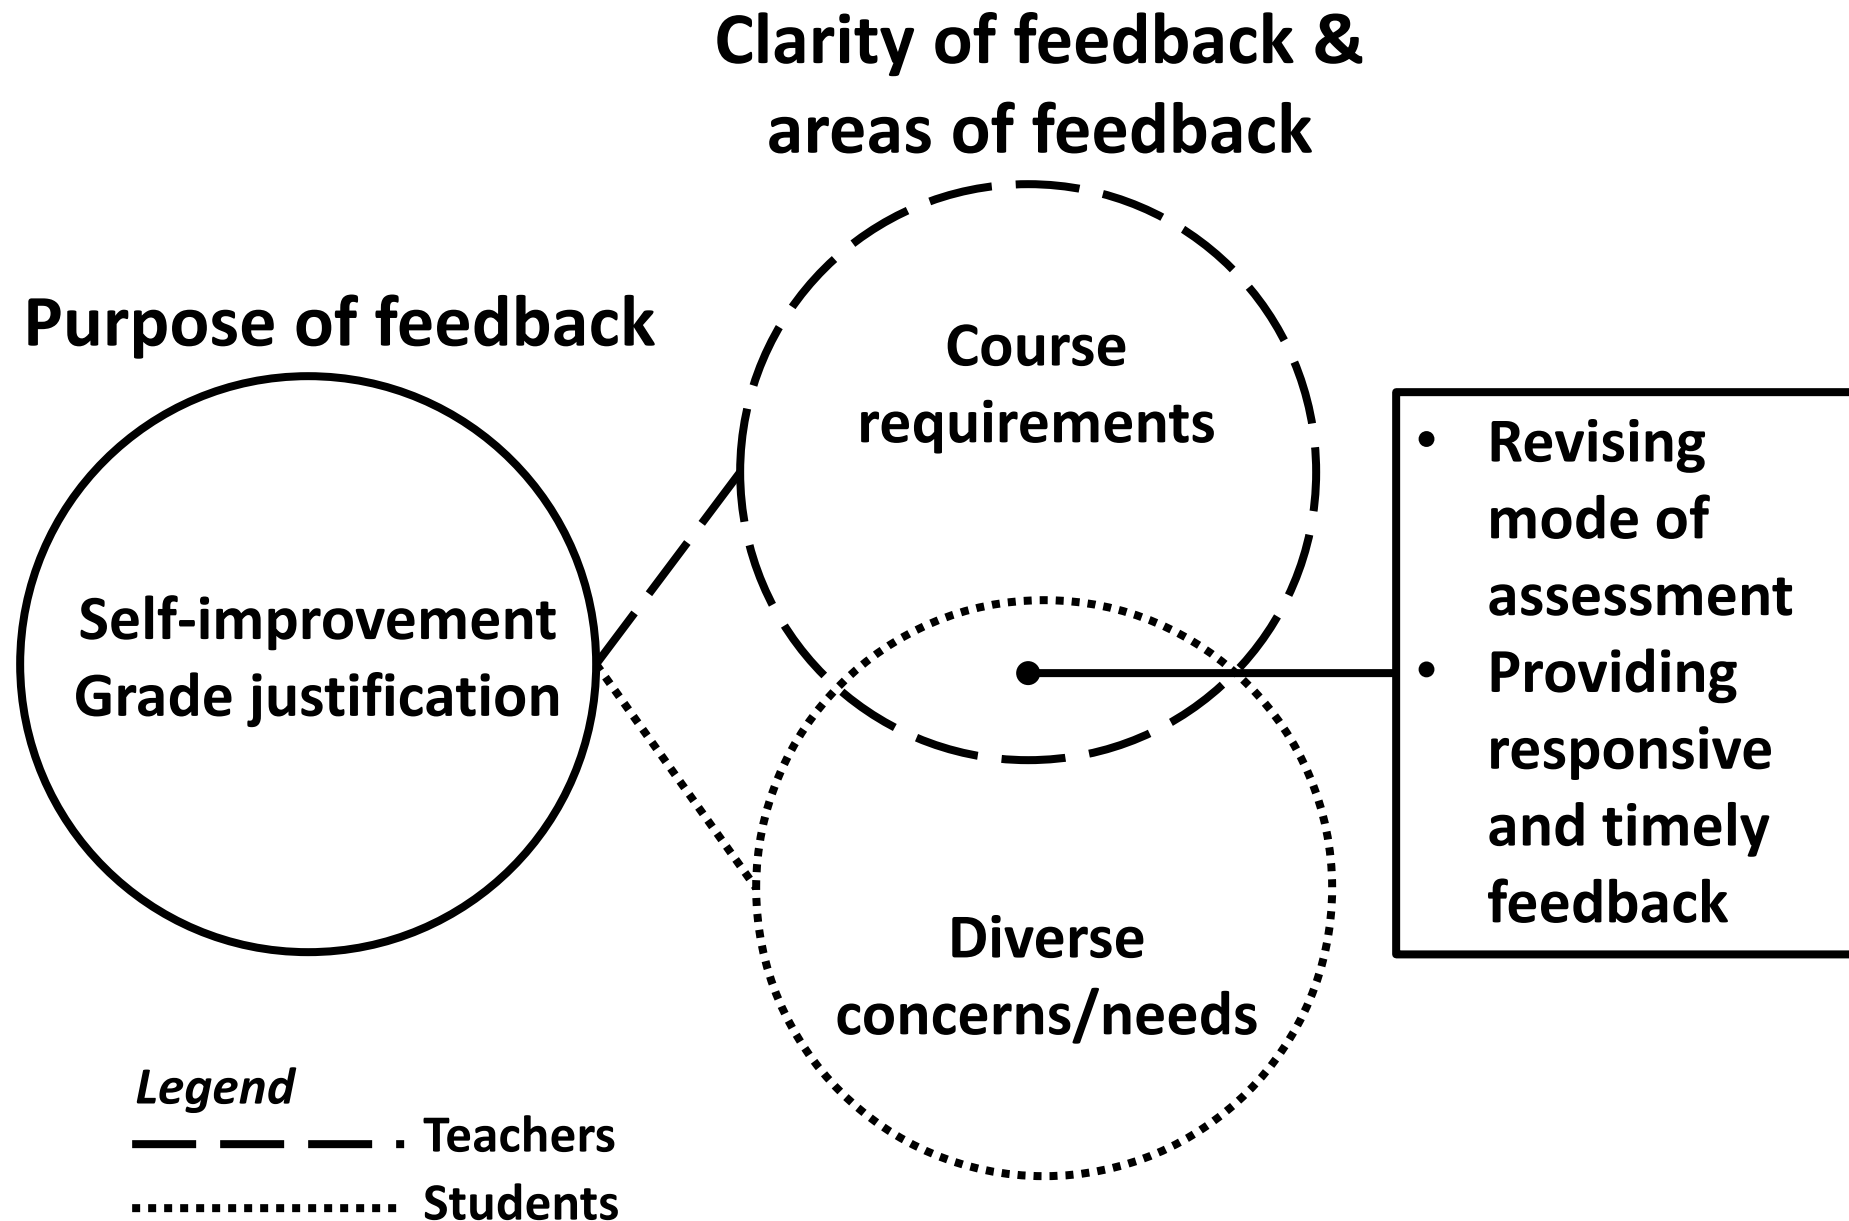 Clarity of feedback &
areas of feedback
Purpose of feedback
Course
requirements
Self-improvement
Grade justification
• Revising
mode of
assessment
• Providing
responsive
and timely
feedback
Diverse
concerns/needs
Legend
Teachers
Students